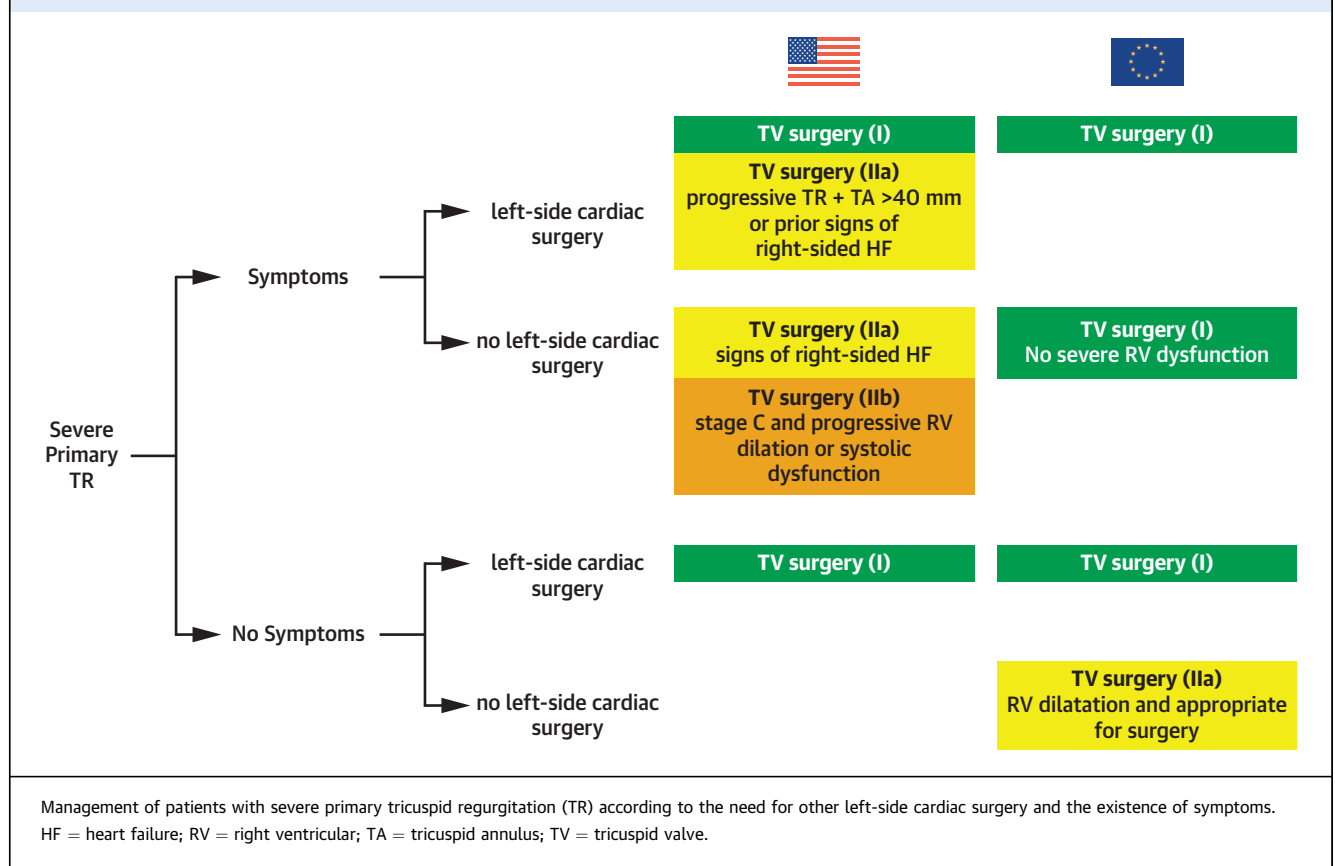 TV surgery (I)
TV surgery (I)
TV surgery (IIa)
progressive TR + TA >40 mm
or prior signs of
right-sided HF
left-side cardiac
surgery
Symptoms
no left-side cardiac
surgery
TV surgery (IIa)
signs of right-sided HF
TV surgery (I)
No severe RV dysfunction
TV surgery (IIb)
stage C and progressive RV
dilation or systolic
dysfunction
Severe
Primary
TR
left-side cardiac
surgery
TV surgery (I)
TV surgery (I)
No Symptoms
no left-side cardiac
surgery
TV surgery (IIa)
RV dilatation and appropriate
for surgery
Management of patients with severe primary tricuspid regurgitation (TR) according to the need for other left-side cardiac surgery and the existence of symptoms.
HF = heart failure; RV = right ventricular; TA = tricuspid annulus; TV = tricuspid valve.